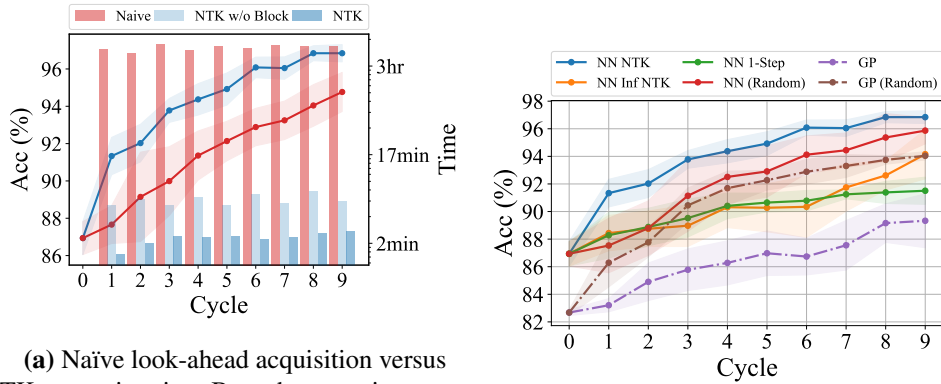 Naive NTK w/o Block NTK
Acc (%)
96
94
92
90
88
86
3hr
17min
2min
Time
0 1 2 3 4 5 6 7 8 9
Cycle
(a) Naïve look-ahead acquisition versus
NN NTK NN 1-Step GP
NN Inf NTK NN (Random) GP (Random)
Acc (%)
98
96
94
92
90
88
86
84
82
0 1 2 3 4 5 6 7 8 9
Cycle